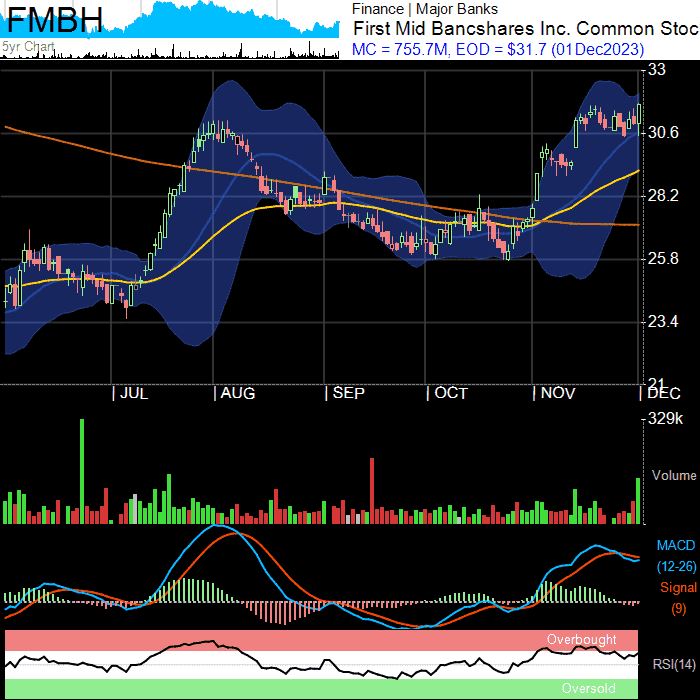 FMBH
5yr Chart
Finance | Major Banks
First Mid Bancshares Inc. Common Stoc
MC = 755.7M, EOD = $31.7 (01Dec2023)
33
30.6
28.2
25.8
23.4
21
JUL AUG SEP OCT NOV DEC
329k
Volume
MACD
(12-26)
Signal
(9)
Overbought
RSI(14)
Oversold